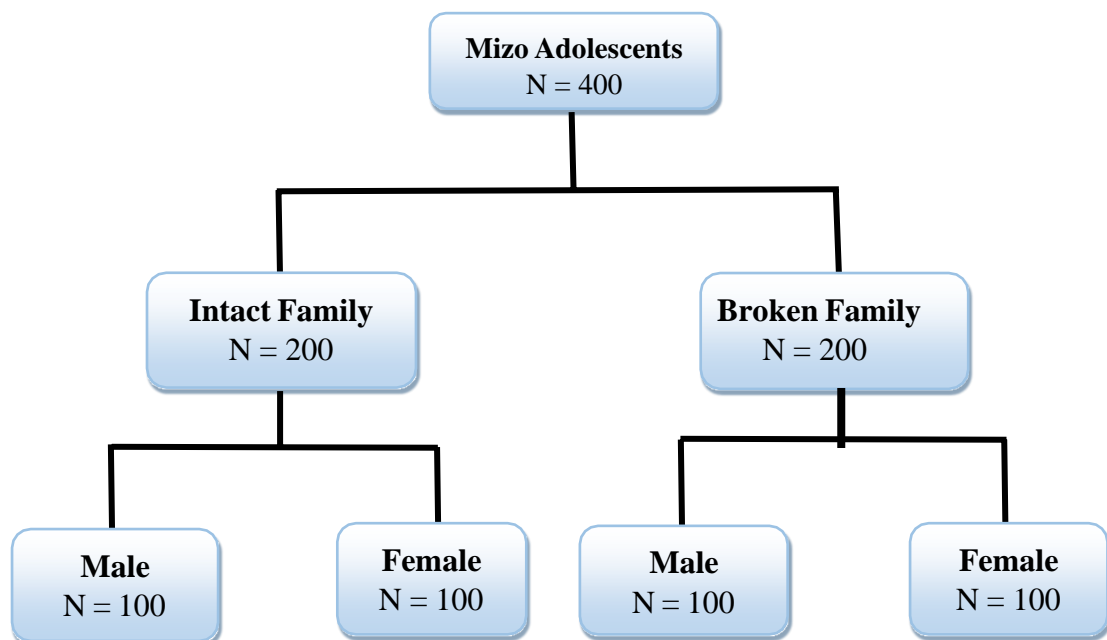 Mizo Adolescents
N = 400
Intact Family
N = 200
Broken Family
N = 200
Male
N = 100
Female
N = 100
Male
N = 100
Female
N = 100